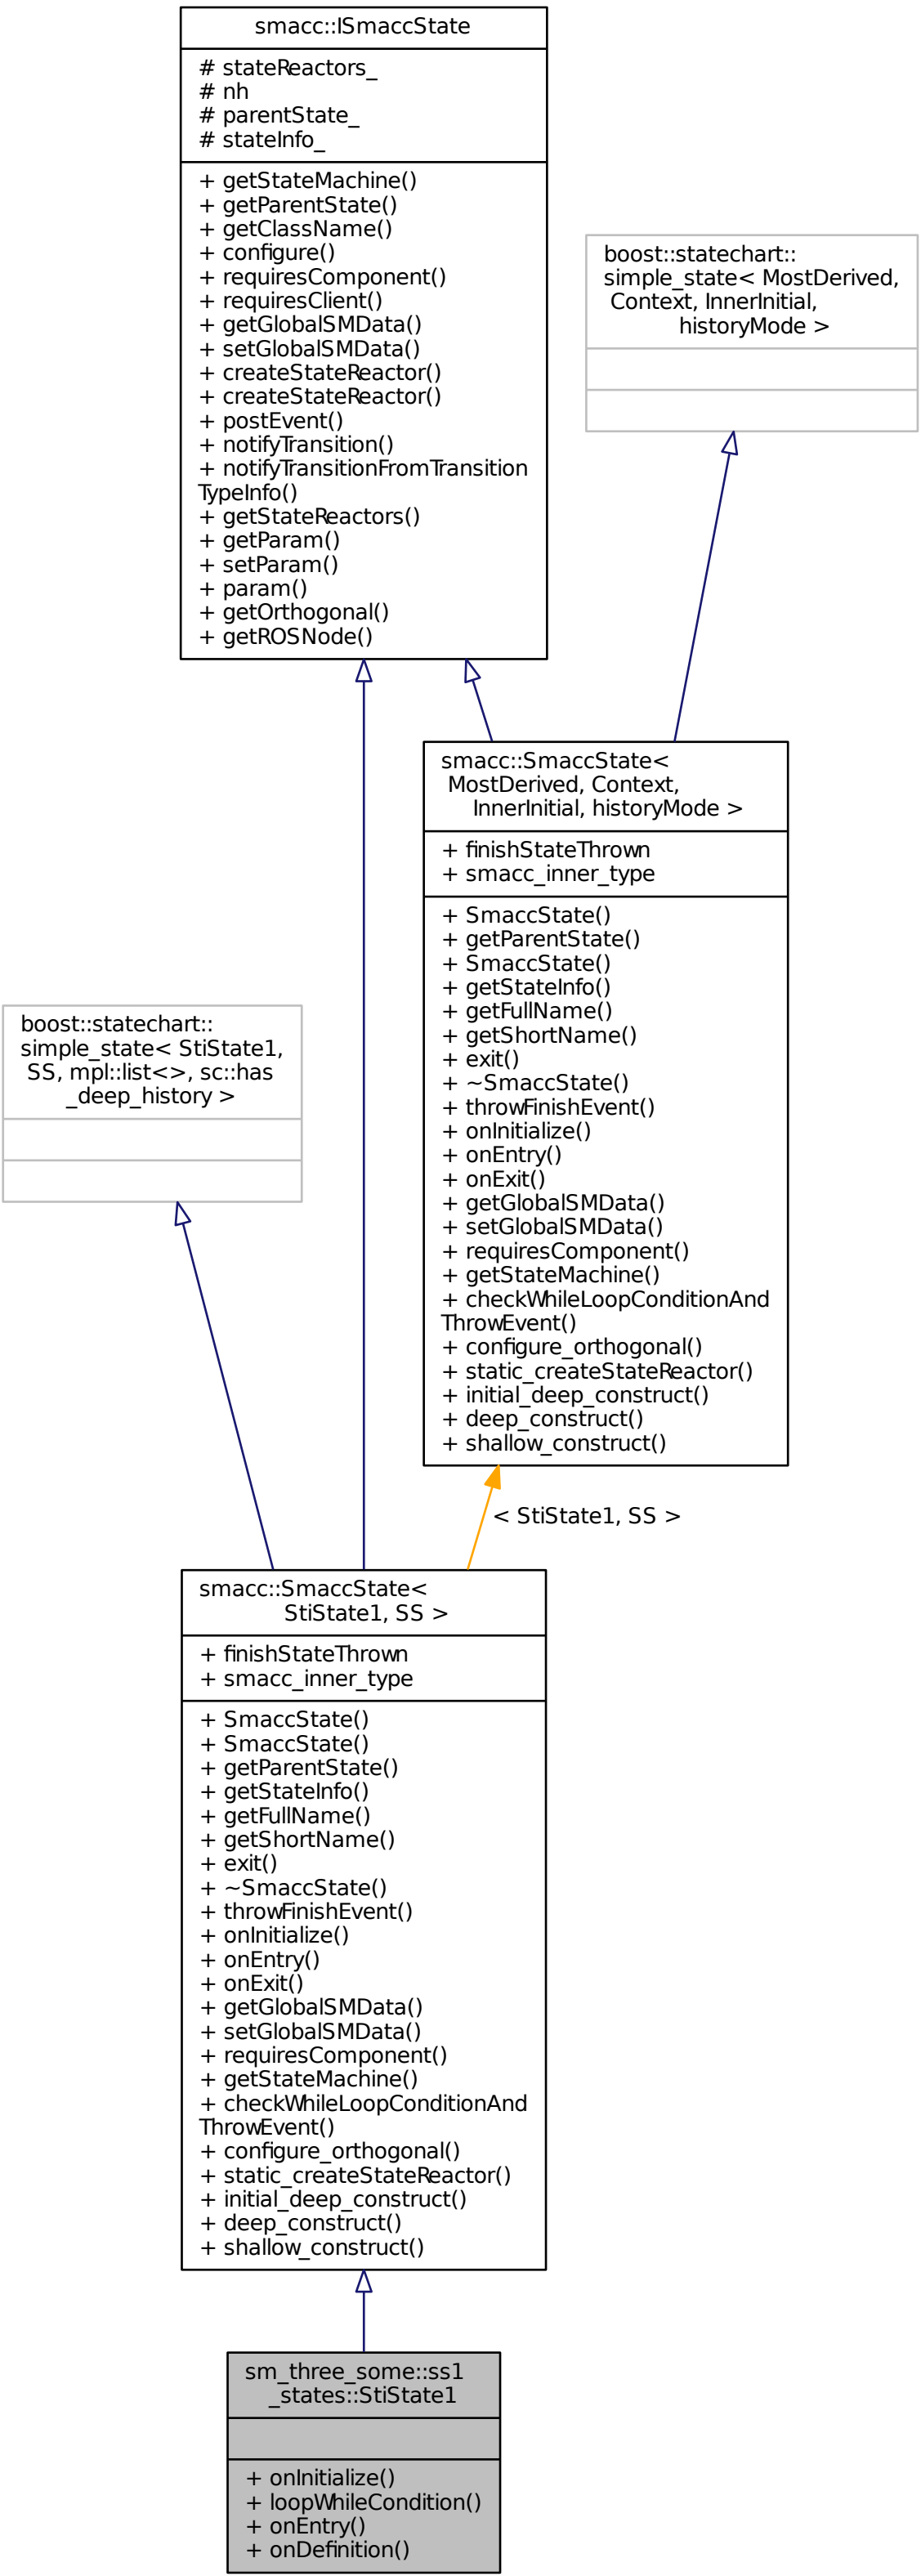 smacc::ISmaccState
# stateReactors_
# nh
# parentState_
# stateInfo_
+ getStateMachine()
+ getParentState()
+ getClassName()
+ configure()
+ requiresComponent()
+ requiresClient()
+ getGlobalSMData()
+ setGlobalSMData()
+ createStateReactor()
+ createStateReactor()
+ postEvent()
+ notifyTransition()
+ notifyTransitionFromTransition
TypeInfo()
+ getStateReactors()
+ getParam()
+ setParam()
+ param()
+ getOrthogonal()
+ getROSNode()
boost::statechart::
simple_state< MostDerived,
Context, InnerInitial,
historyMode >
smacc::SmaccState<
MostDerived, Context,
InnerInitial, historyMode >
+ finishStateThrown
+ smacc_inner_type
+ SmaccState()
+ getParentState()
+ SmaccState()
+ getStateInfo()
+ getFullName()
+ getShortName()
+ exit()
+ ~SmaccState()
+ throwFinishEvent()
+ onInitialize()
+ onEntry()
+ onExit()
+ getGlobalSMData()
+ setGlobalSMData()
+ requiresComponent()
+ getStateMachine()
+ checkWhileLoopConditionAnd
ThrowEvent()
+ configure_orthogonal()
+ static_createStateReactor()
+ initial_deep_construct()
+ deep_construct()
+ shallow_construct()
boost::statechart::
simple_state< StiState1,
SS, mpl::list<>, sc::has
_deep_history >
< StiState1, SS >
smacc::SmaccState<
StiState1, SS >
+ finishStateThrown
+ smacc_inner_type
+ SmaccState()
+ SmaccState()
+ getParentState()
+ getStateInfo()
+ getFullName()
+ getShortName()
+ exit()
+ ~SmaccState()
+ throwFinishEvent()
+ onInitialize()
+ onEntry()
+ onExit()
+ getGlobalSMData()
+ setGlobalSMData()
+ requiresComponent()
+ getStateMachine()
+ checkWhileLoopConditionAnd
ThrowEvent()
+ configure_orthogonal()
+ static_createStateReactor()
+ initial_deep_construct()
+ deep_construct()
+ shallow_construct()
sm_three_some::ss1
_states::StiState1
+ onInitialize()
+ loopWhileCondition()
+ onEntry()
+ onDefinition()